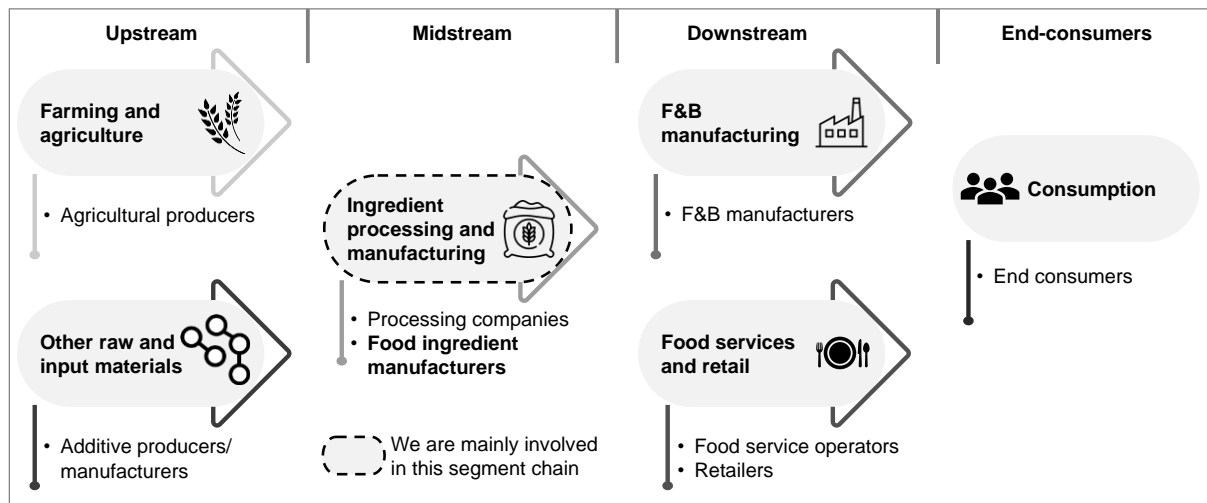 Upstream
Midstream
Downstream
End-consumers
Farming and
agriculture
• Agricultural producers
Other raw and
input materials
• Additive producers/
manufacturers
Ingredient
processing and
manufacturing
• Processing companies
• Food ingredient
manufacturers
We are mainly involved
in this segment chain
F&B
manufacturing
• F&B manufacturers
Food services
and retail
• Food service operators
• Retailers
Consumption
• End consumers